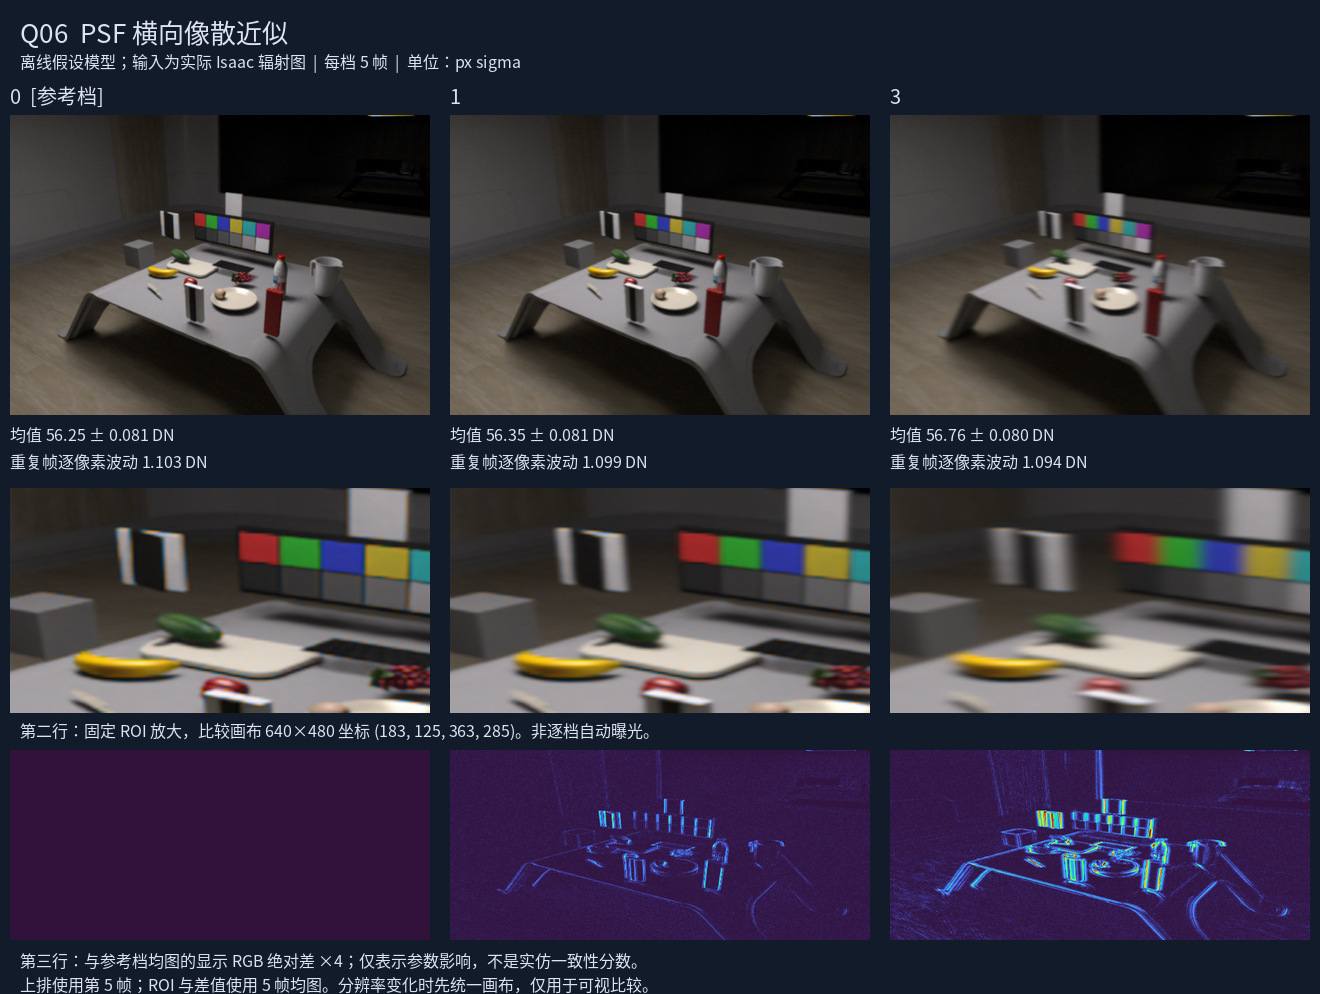 Q06 PSF 横向像散近似
离线假设模型；输入为实际 Isaac 辐射图 | 每档 5 帧 | 单位：px sigma
0 [参考档]
1
3
均值 56.25 ± 0.081 DN
重复帧逐像素波动 1.103 DN
均值 56.35 ± 0.081 DN
重复帧逐像素波动 1.099 DN
均值 56.76 ± 0.080 DN
重复帧逐像素波动 1.094 DN
第二行：固定 ROI 放大，比较画布 640×480 坐标 (183, 125, 363, 285)。非逐档自动曝光。
第三行：与参考档均图的显示 RGB 绝对差 ×4；仅表示参数影响，不是实仿一致性分数。
上排使用第 5 帧；ROI 与差值使用 5 帧均图。分辨率变化时先统一画布，仅用于可视比较。